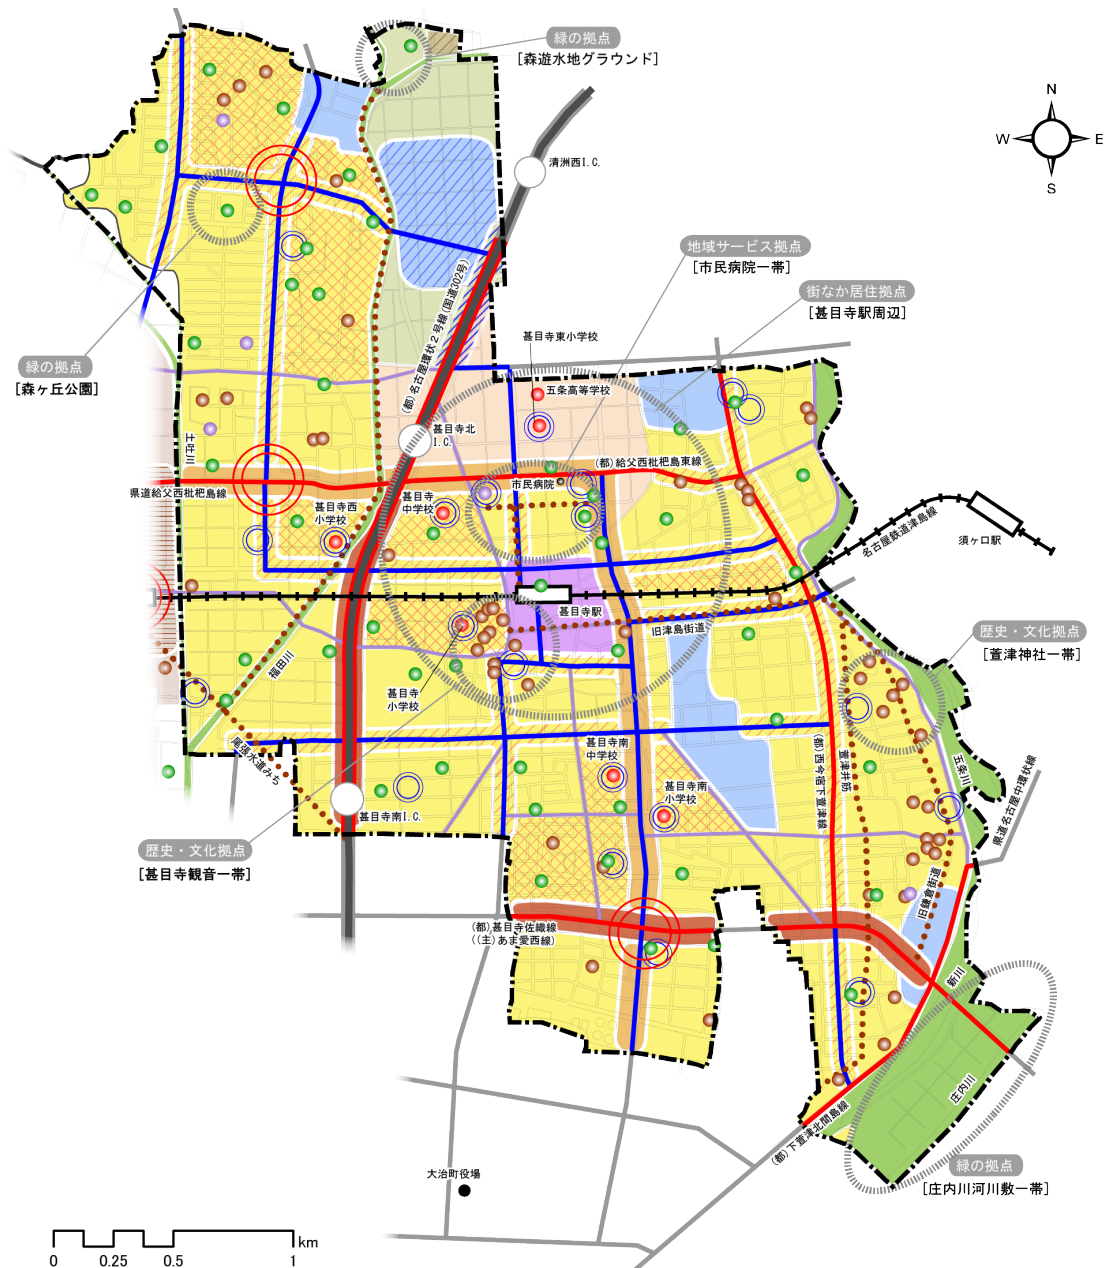 緑の拠点
[森遊水地グラウンド]
N
W
E
S
清洲西I.C.
地域サービス拠点
[市民病院一帯]
街なか居住拠点
[甚目寺駅周辺]
(都)名古屋環状2号線(国道302号)
緑の拠点
[森ヶ丘公園]
甚目寺東小学校
五条高等学校
土吐川
甚目寺北
I.C.
(都)給父西枇杷島東線
市民病院
県道給父西枇杷島線
甚目寺
中学校
甚目寺西
小学校
名古屋鉄道津島線
須ヶ口駅
甚目寺駅
旧津島街道
歴史・文化拠点
[萱津神社一帯]
福田川
甚目寺
小学校
尾張水道みち
甚目寺南
中学校
甚目寺南
小学校
(都)西今宿下萱津線
萱津井筋
五条川
県道名古屋中環状線
甚目寺南I.C.
歴史・文化拠点
[甚目寺観音一帯]
旧鎌倉街道
(都)甚目寺佐織線
((主)あま愛西線)
新川
庄内川
(都)下萱津北間島線
緑の拠点
[庄内川河川敷一帯]
大治町役場
km
0
0.25
0.5
1